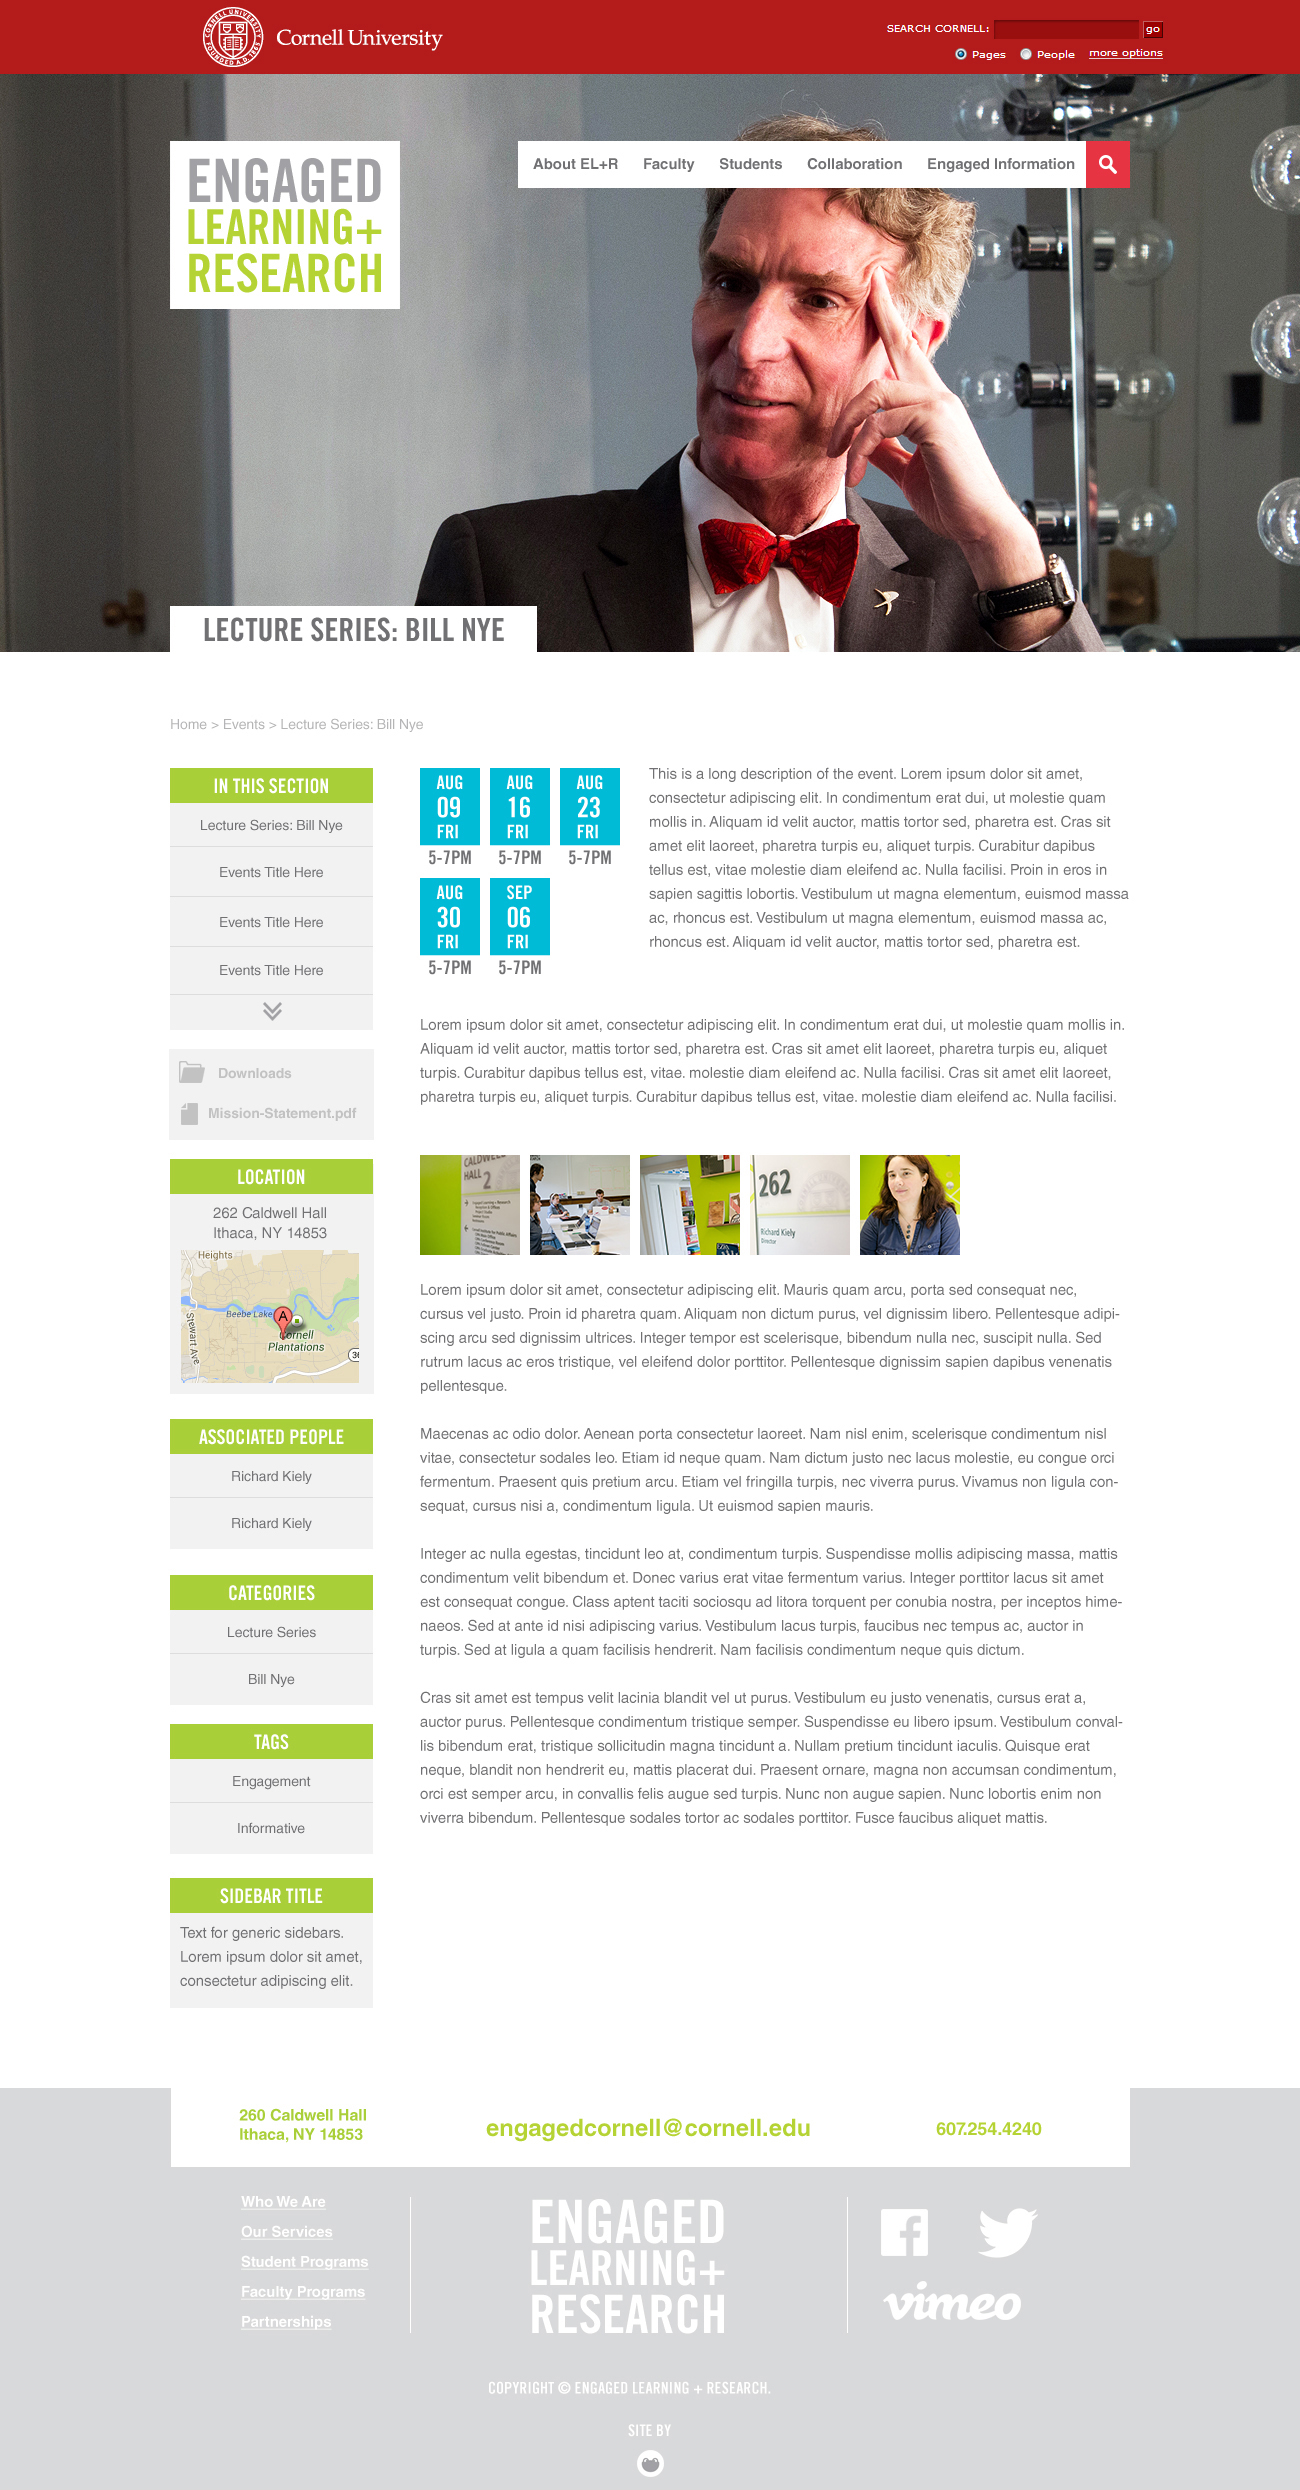 Cornell University
SEARCH CORNELL:
go
Pages People more options
ENGAGED
LEARNING+
RESEARCH
About EL+R Faculty Students Collaboration Engaged Information
LECTURE SERIES: BILL NYE
Home > Events > Lecture Series: Bill Nye
IN THIS SECTION
Lecture Series: Bill Nye
Events Title Here
Events Title Here
Events Title Here
Downloads
Mission-Statement.pdf
LOCATION
262 Caldwell Hall
Ithaca, NY 14853
Heights
Beebe Lake
A
Stewart Ave
Cornell
Plantations
ASSOCIATED PEOPLE
Richard Kiely
Richard Kiely
CATEGORIES
Lecture Series
Bill Nye
TAGS
Engagement
Informative
SIDEBAR TITLE
Text for generic sidebars.
Lorem ipsum dolor sit amet,
consectetur adipiscing elit.
AUG AUG AUG
09 16 23
FRI FRI FRI
5-7PM 5-7PM 5-7PM
AUG SEP
30 06
FRI FRI
5-7PM 5-7PM
This is a long description of the event. Lorem ipsum dolor sit amet,
consectetur adipiscing elit. In condimentum erat dui, ut molestie quam
mollis in. Aliquam id velit auctor, mattis tortor sed, pharetra est. Cras sit
amet elit laoreet, pharetra turpis eu, aliquet turpis. Curabitur dapibus
tellus est, vitae molestie diam eleifend ac. Nulla facilisi. Proin in eros in
sapien sagittis lobortis. Vestibulum ut magna elementum, euismod massa
ac, rhoncus est. Vestibulum ut magna elementum, euismod massa ac,
rhoncus est. Aliquam id velit auctor, mattis tortor sed, pharetra est.
Lorem ipsum dolor sit amet, consectetur adipiscing elit. In condimentum erat dui, ut molestie quam mollis in.
Aliquam id velit auctor, mattis tortor sed, pharetra est. Cras sit amet elit laoreet, pharetra turpis eu, aliquet
turpis. Curabitur dapibus tellus est, vitae. molestie diam eleifend ac. Nulla facilisi. Cras sit amet elit laoreet,
pharetra turpis eu, aliquet turpis. Curabitur dapibus tellus est, vitae. molestie diam eleifend ac. Nulla facilisi.
CALDWELL
HALL
2
262
Richard Kiely
Director
Lorem ipsum dolor sit amet, consectetur adipiscing elit. Mauris quam arcu, porta sed consequat nec,
cursus vel justo. Proin id pharetra quam. Aliquam non dictum purus, vel dignissim libero. Pellentesque adipi-
scing arcu sed dignissim ultrices. Integer tempor est scelerisque, bibendum nulla nec, suscipit nulla. Sed
rutrum lacus ac eros tristique, vel eleifend dolor porttitor. Pellentesque dignissim sapien dapibus venenatis
pellentesque.
Maecenas ac odio dolor. Aenean porta consectetur laoreet. Nam nisl enim, scelerisque condimentum nisl
vitae, consectetur sodales leo. Etiam id neque quam. Nam dictum justo nec lacus molestie, eu congue orci
fermentum. Praesent quis pretium arcu. Etiam vel fringilla turpis, nec viverra purus. Vivamus non ligula con-
sequat, cursus nisi a, condimentum ligula. Ut euismod sapien mauris.
Integer ac nulla egestas, tincidunt leo at, condimentum turpis. Suspendisse mollis adipiscing massa, mattis
condimentum velit bibendum et. Donec varius erat vitae fermentum varius. Integer porttitor lacus sit amet
est consequat congue. Class aptent taciti sociosqu ad litora torquent per conubia nostra, per inceptos hime-
naeos. Sed at ante id nisi adipiscing varius. Vestibulum lacus turpis, faucibus nec tempus ac, auctor in
turpis. Sed at ligula a quam facilisis hendrerit. Nam facilisis condimentum neque quis dictum.
Cras sit amet est tempus velit lacinia blandit vel ut purus. Vestibulum eu justo venenatis, cursus erat a,
auctor purus. Pellentesque condimentum tristique semper. Suspendisse eu libero ipsum. Vestibulum conval-
lis bibendum erat, tristique sollicitudin magna tincidunt a. Nullam pretium tincidunt iaculis. Quisque erat
neque, blandit non hendrerit eu, mattis placerat dui. Praesent ornare, magna non accumsan condimentum,
orci est semper arcu, in convallis felis augue sed turpis. Nunc non augue sapien. Nunc lobortis enim non
viverra bibendum. Pellentesque sodales tortor ac sodales porttitor. Fusce faucibus aliquet mattis.
260 Caldwell Hall
Ithaca, NY 14853
engagedcornell@cornell.edu
607.254.4240
Who We Are
Our Services
Student Programs
Faculty Programs
Partnerships
ENGAGED
LEARNING+
RESEARCH
vimeo
COPYRIGHT © ENGAGED LEARNING + RESEARCH.
SITE BY